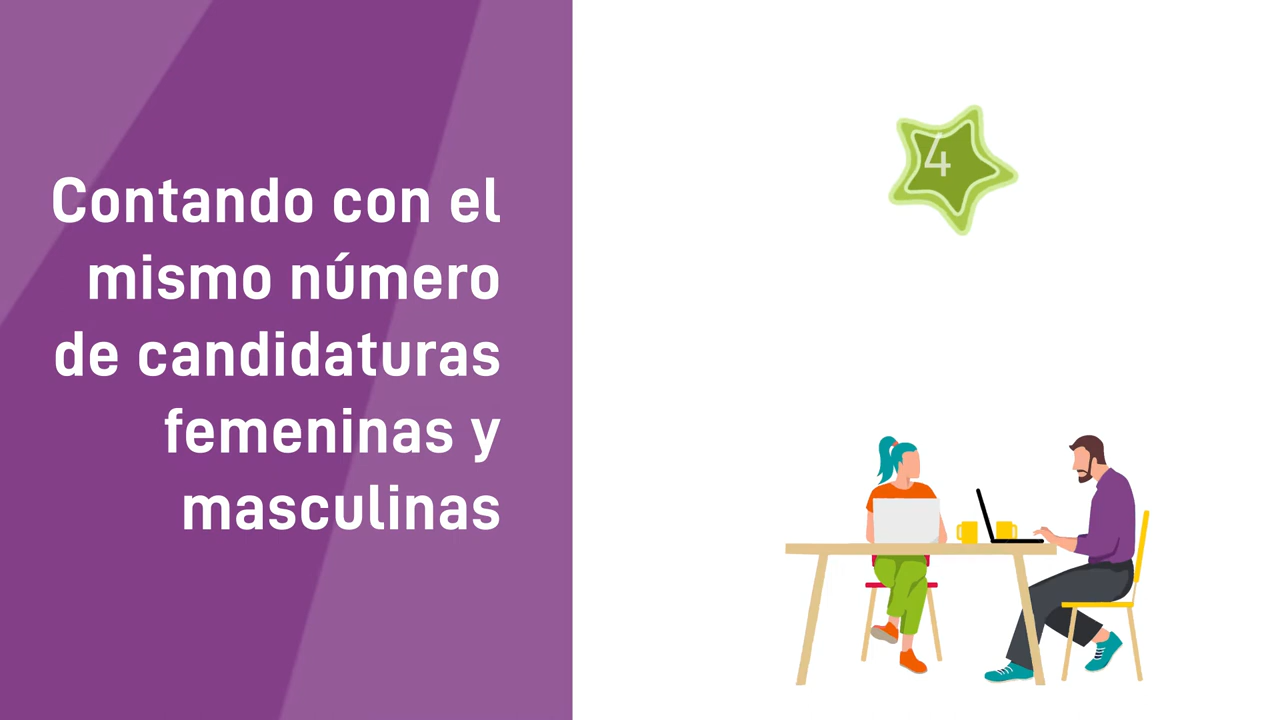 Contando con el
mismo número
de candidaturas
femeninas y
masculinas
4